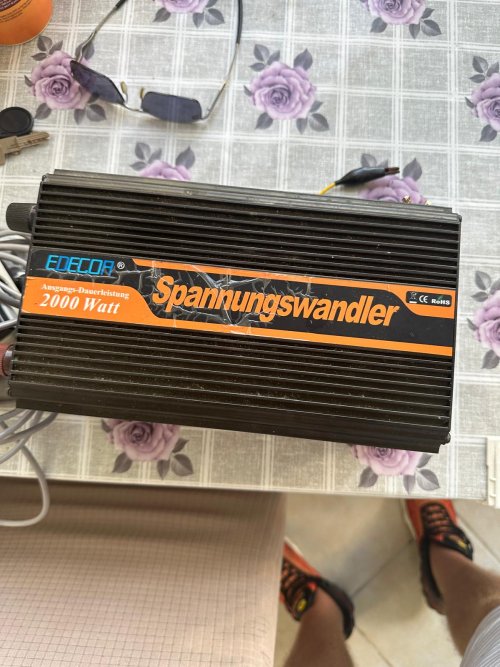 EDECOA®
Ausgangs-Dauerleistung
2000 Watt
Spannungswandler
CE RoHS